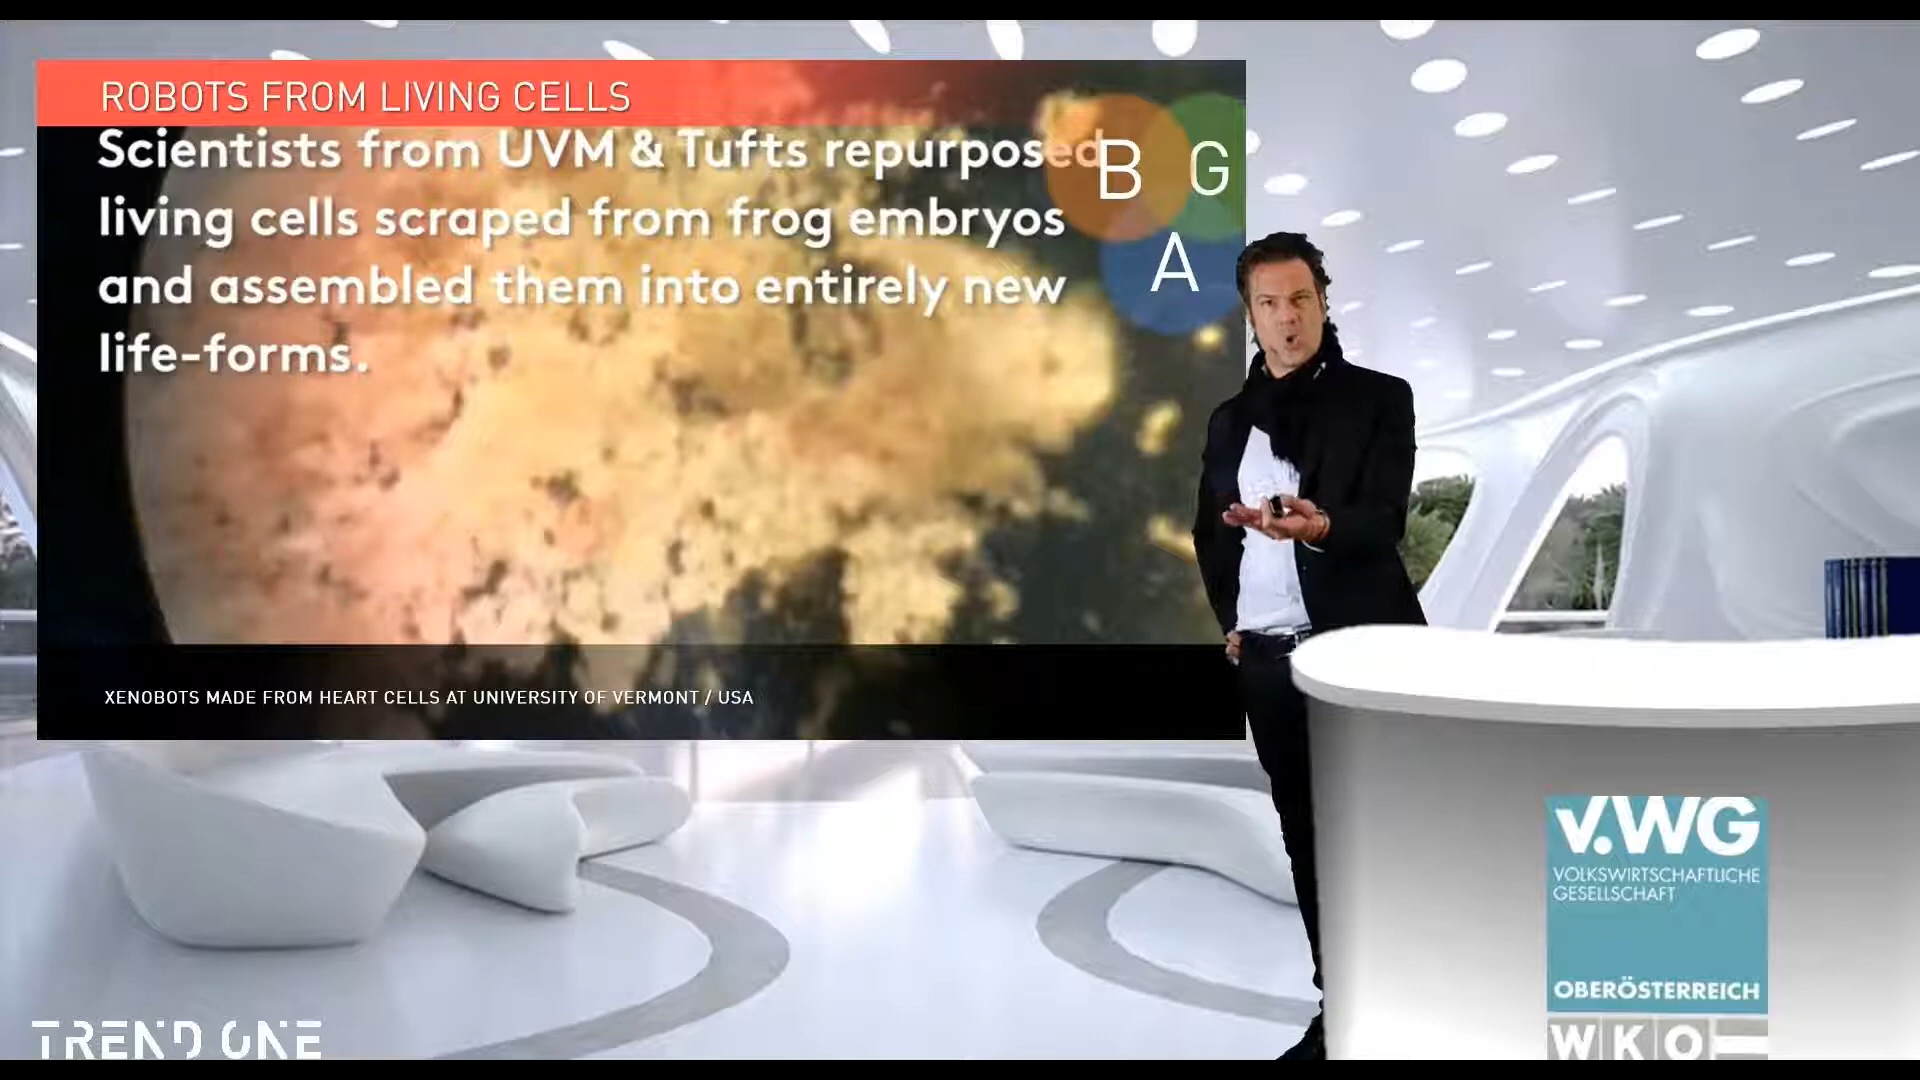 ROBOTS FROM LIVING CELLS
Scientists from UVM & Tufts repurposed
living cells scraped from frog embryos
and assembled them into entirely new
life-forms.
B G
A
XENOBOTS MADE FROM HEART CELLS AT UNIVERSITY OF VERMONT / USA
v.WG
VOLKSWIRTSCHAFTLICHE
GESELLSCHAFT
OBERÖSTERREICH
WKO
TREND ONE